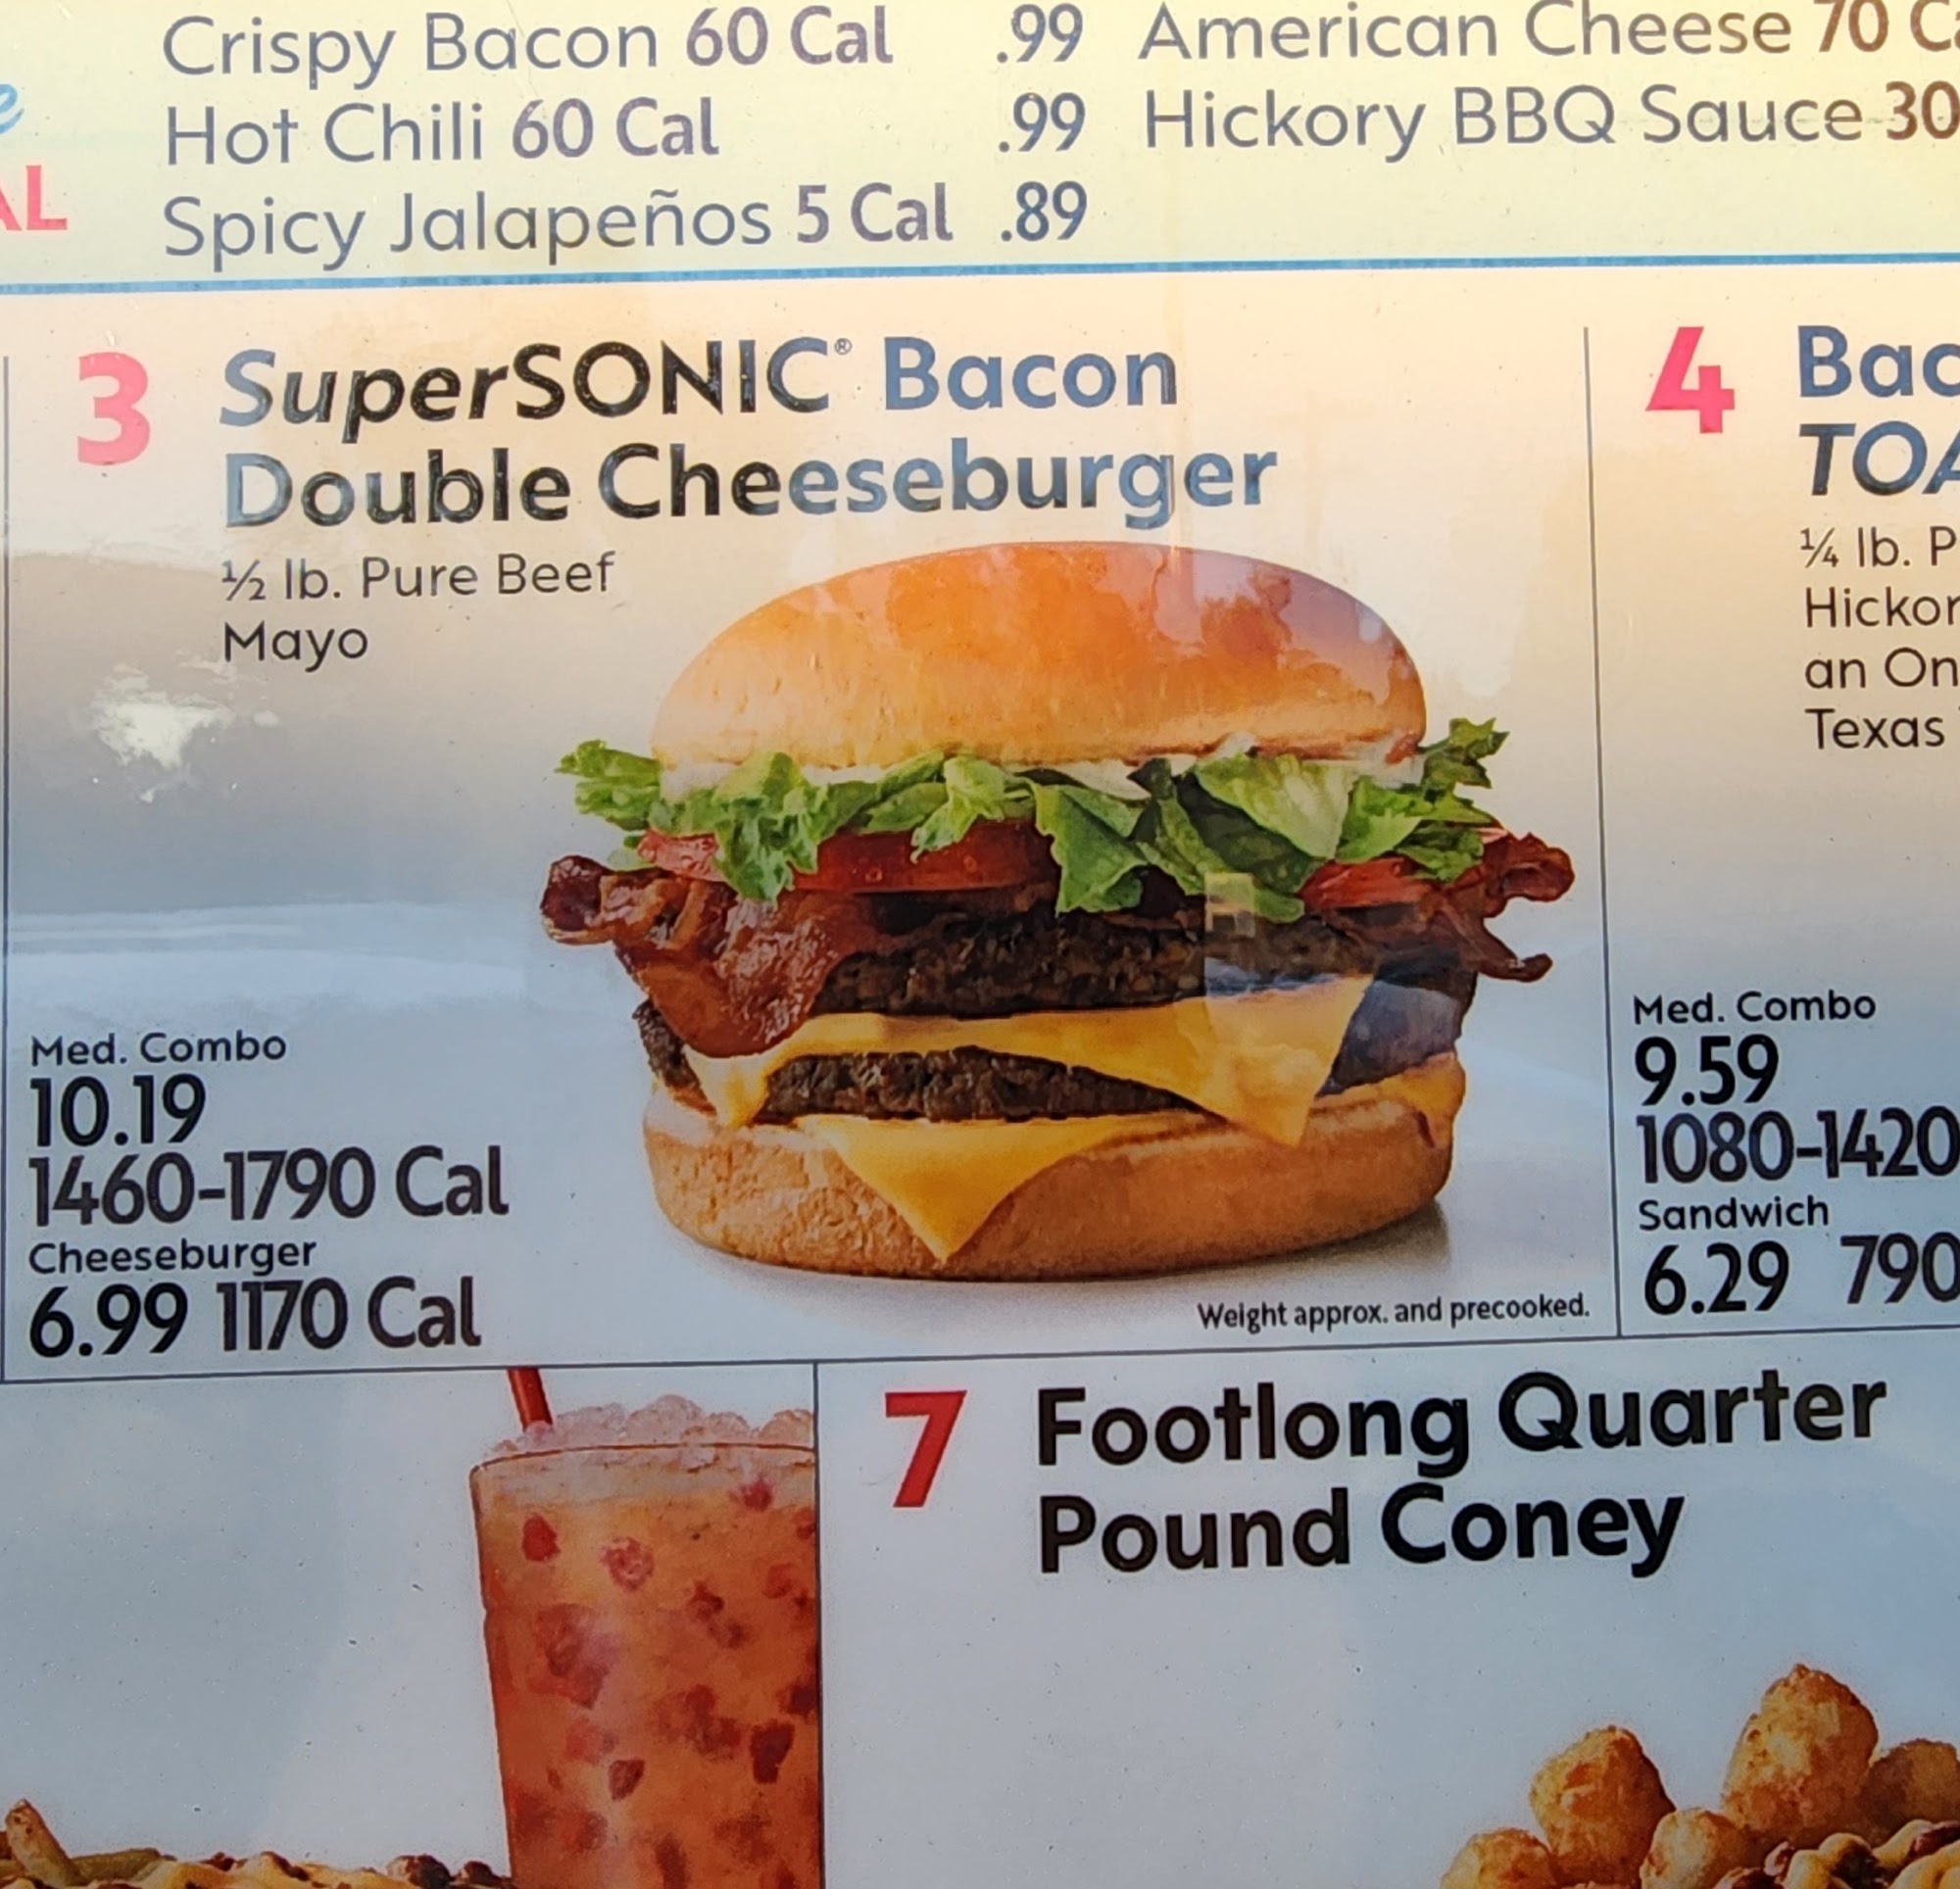 Crispy Bacon 60 Cal .99
Hot Chili 60 Cal .99
Spicy Jalapeños 5 Cal .89
American Cheese 70
Hickory BBQ Sauce 30
3 SuperSONIC® Bacon
Double Cheeseburger
½ lb. Pure Beef
Mayo
Med. Combo
10.19
1460-1790 Cal
Cheeseburger
6.99 1170 Cal
Weight approx. and precooked.
4
¼ lb.
an
Texas
Med. Combo
9.59
1080-1420
Sandwich
6.29 790
7 Footlong Quarter
Pound Coney